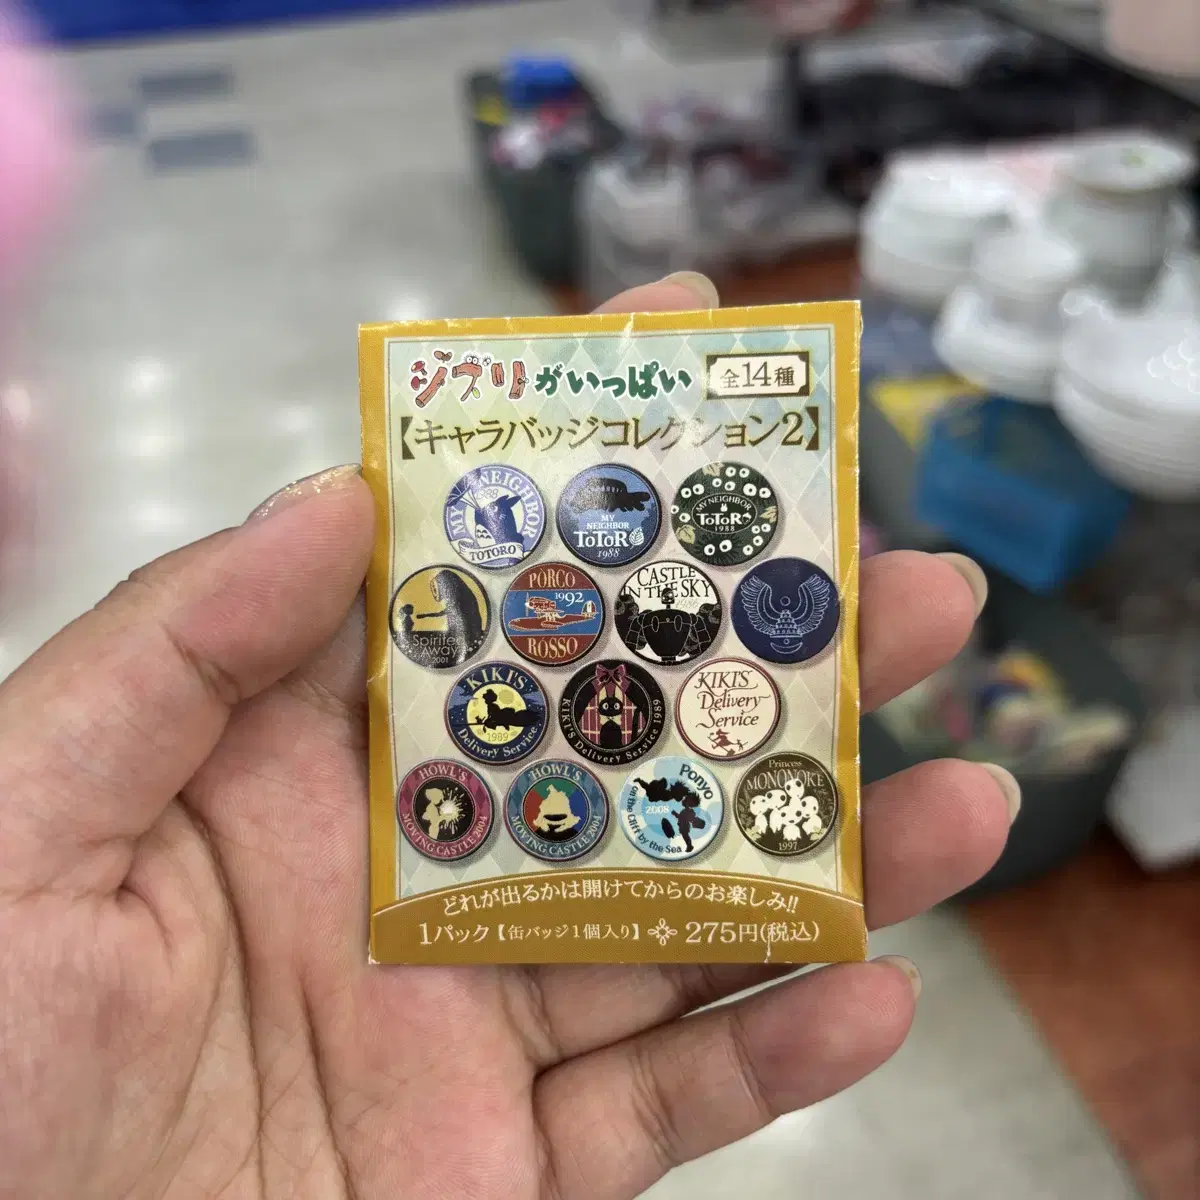 ジブリがいっぱい 全14種
【キャラバッジコレクション2】
MY NEIGHBOR
1988
TOTORO
MY
NEIGHBOR
TOTORO
1988
MY NEIGHBOR
TOTORO
1988
Spirited
Away
2001
PORCO
1992
ROSSO
CASTLE
IN THE SKY
1986
KIKI'S
1989
Delivery Service
KIKI'S Delivery Service 1989
KIKI'S
Delivery
Service
HOWL'S
MOVING CASTLE 2004
HOWL'S
MOVING CASTLE 2004
Ponyo
on the Cliff by the Sea
2008
Princess
MONONOKE
1997
どれが出るかは開けてからのお楽しみ!!
1パック【缶バッジ1個入り】 275円(税込)